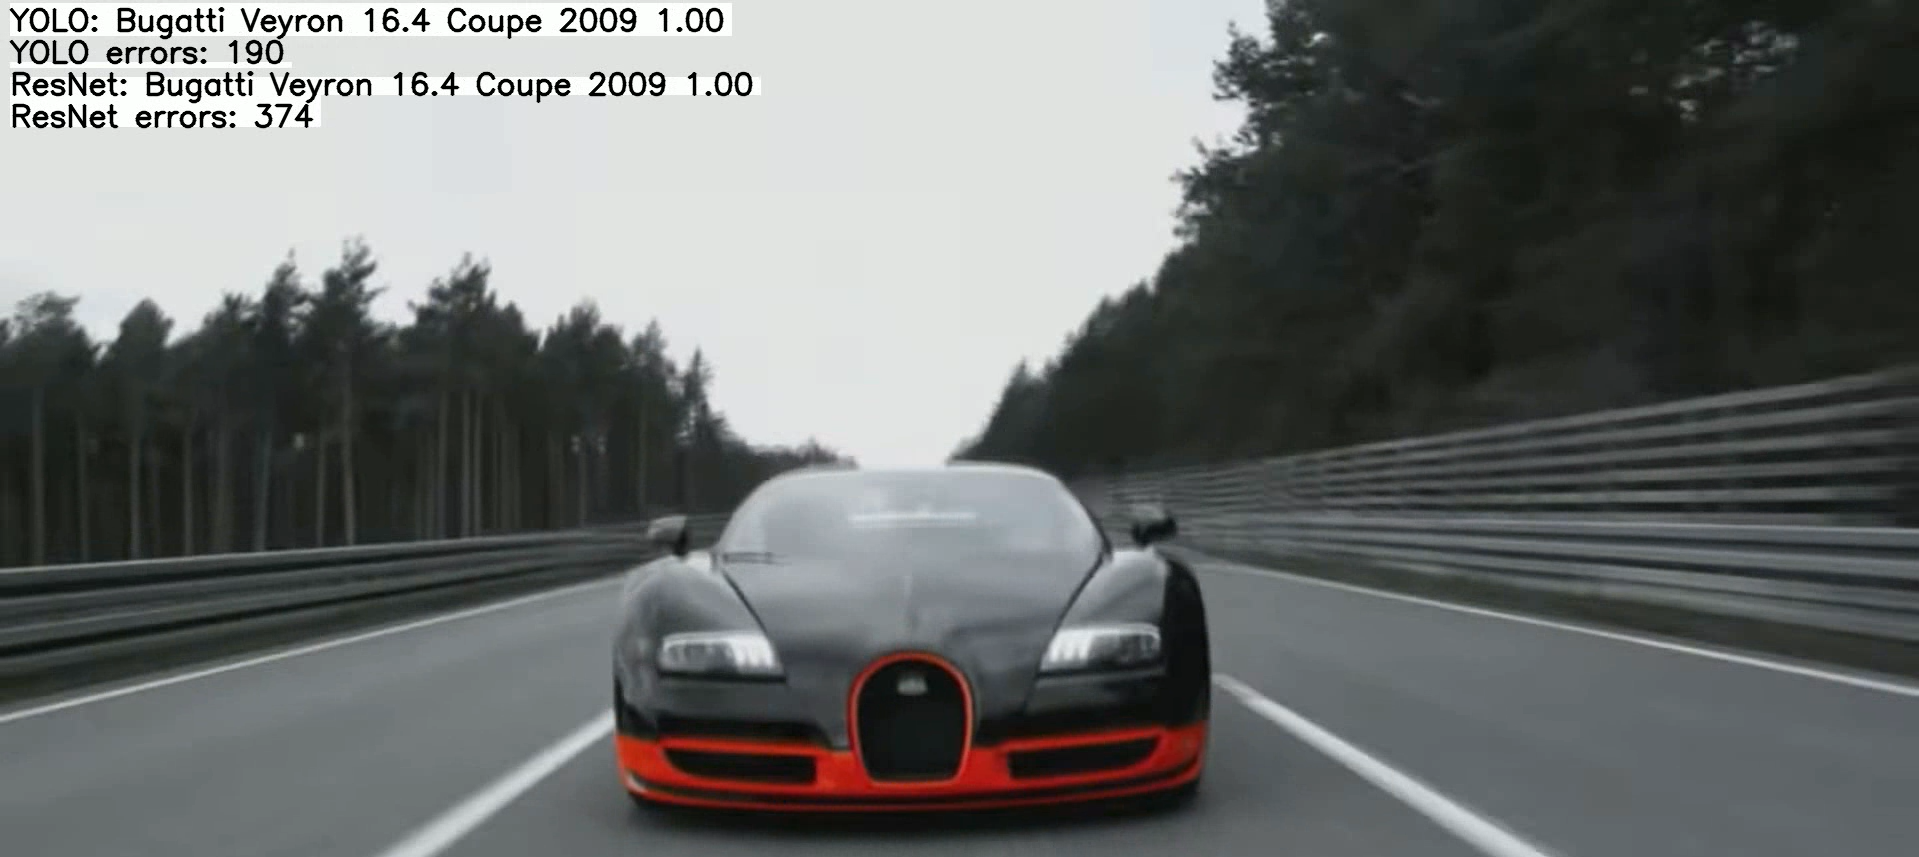 YOLO: Bugatti Veyron 16.4 Coupe 2009 1.00
YOLO errors: 190
ResNet: Bugatti Veyron 16.4 Coupe 2009 1.00
ResNet errors: 374